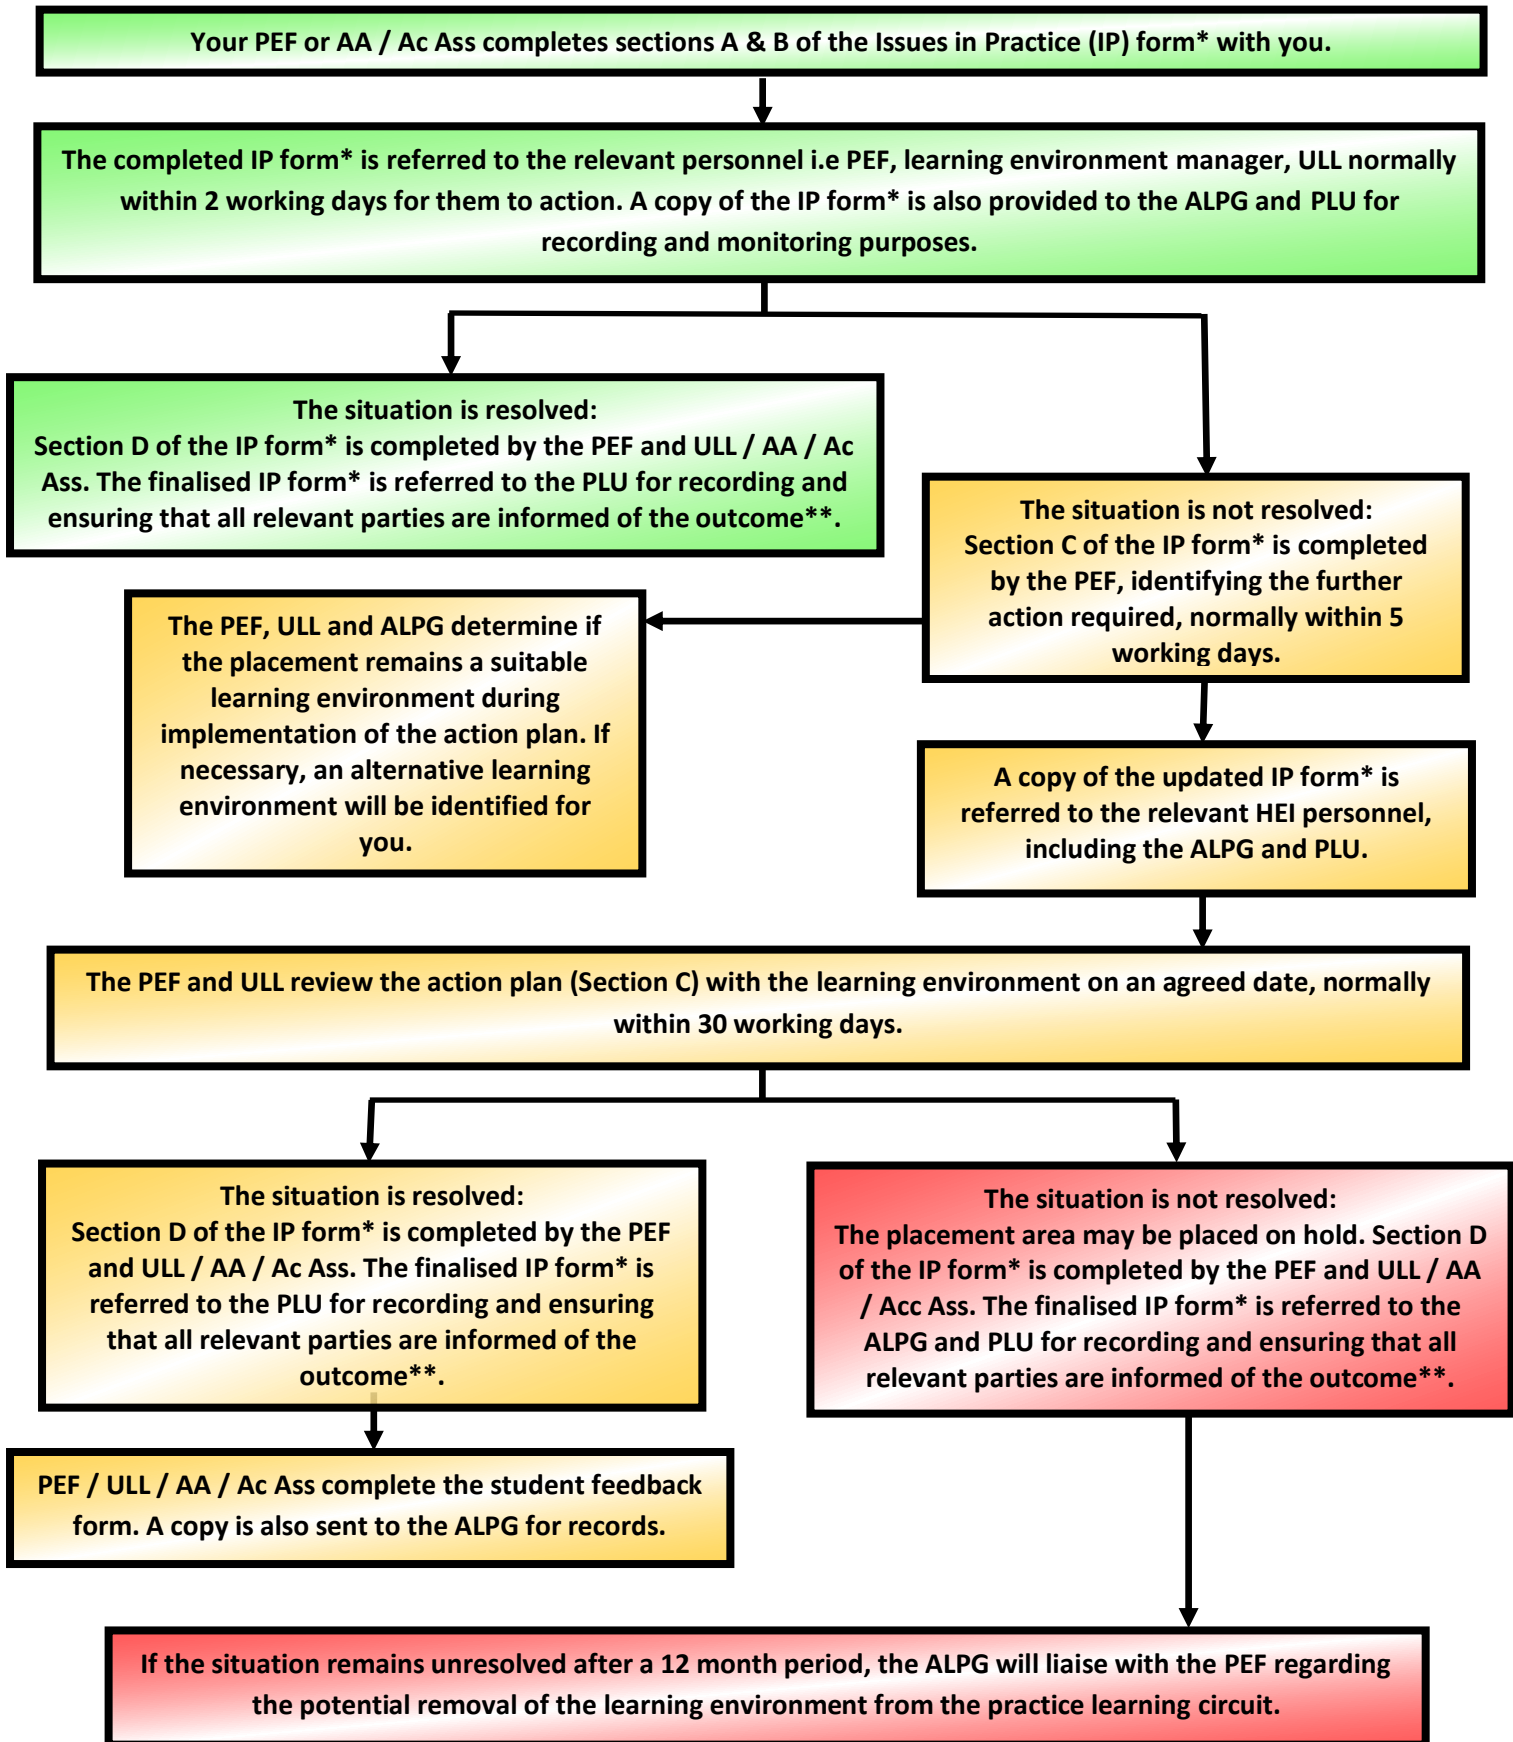 Your PEF or AA / Ac Ass completes sections A & B of the Issues in Practice (IP) form* with you.
The completed IP form* is referred to the relevant personnel i.e PEF, learning environment manager, ULL normally
within 2 working days for them to action. A copy of the IP form* is also provided to the ALPG and PLU for
recording and monitoring purposes.
The situation is resolved:
Section D of the IP form* is completed by the PEF and ULL / AA / Ac
Ass. The finalised IP form* is referred to the PLU for recording and
ensuring that all relevant parties are informed of the outcome**.
The situation is not resolved:
Section C of the IP form* is completed
by the PEF, identifying the further
action required, normally within 5
working days.
The PEF, ULL and ALPG determine if
the placement remains a suitable
learning environment during
implementation of the action plan. If
necessary, an alternative learning
environment will be identified for
you.
A copy of the updated IP form* is
referred to the relevant HEI personnel,
including the ALPG and PLU.
The PEF and ULL review the action plan (Section C) with the learning environment on an agreed date, normally
within 30 working days.
The situation is resolved:
Section D of the IP form* is completed by the PEF
and ULL / AA / Ac Ass. The finalised IP form* is
referred to the PLU for recording and ensuring
that all relevant parties are informed of the
outcome**.
The situation is not resolved:
The placement area may be placed on hold. Section D
of the IP form* is completed by the PEF and ULL / AA
/ Acc Ass. The finalised IP form* is referred to the
ALPG and PLU for recording and ensuring that all
relevant parties are informed of the outcome**.
PEF / ULL / AA / Ac Ass complete the student feedback
form. A copy is also sent to the ALPG for records.
If the situation remains unresolved after a 12 month period, the ALPG will liaise with the PEF regarding
the potential removal of the learning environment from the practice learning circuit.